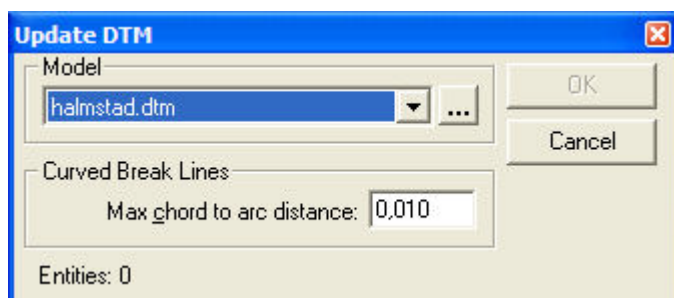 Update DTM
Model
halmstad.dtm
...
OK
Cancel
Curved Break Lines
Max chord to arc distance: 0,010
Entities: 0